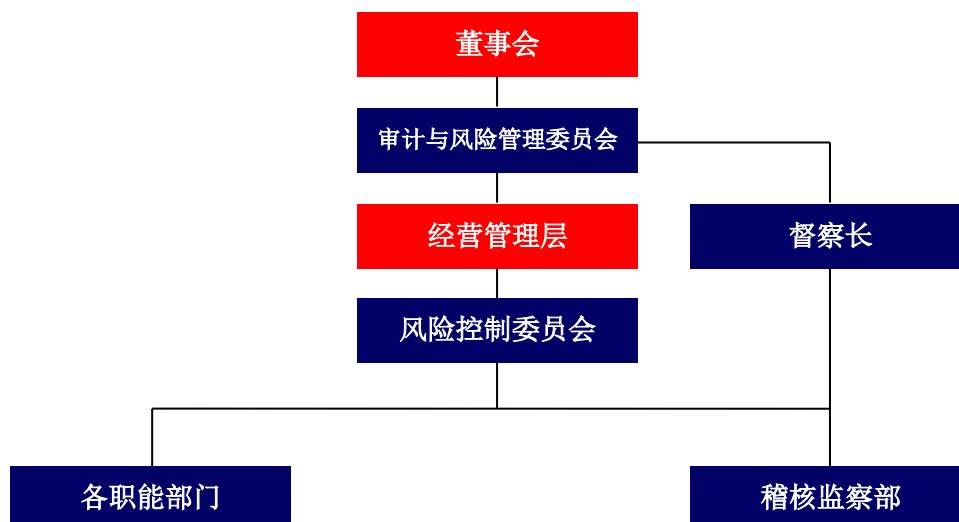 董事会
审计与风险管理委员会
经营管理层
督察长
风险控制委员会
各职能部门
稽核监察部